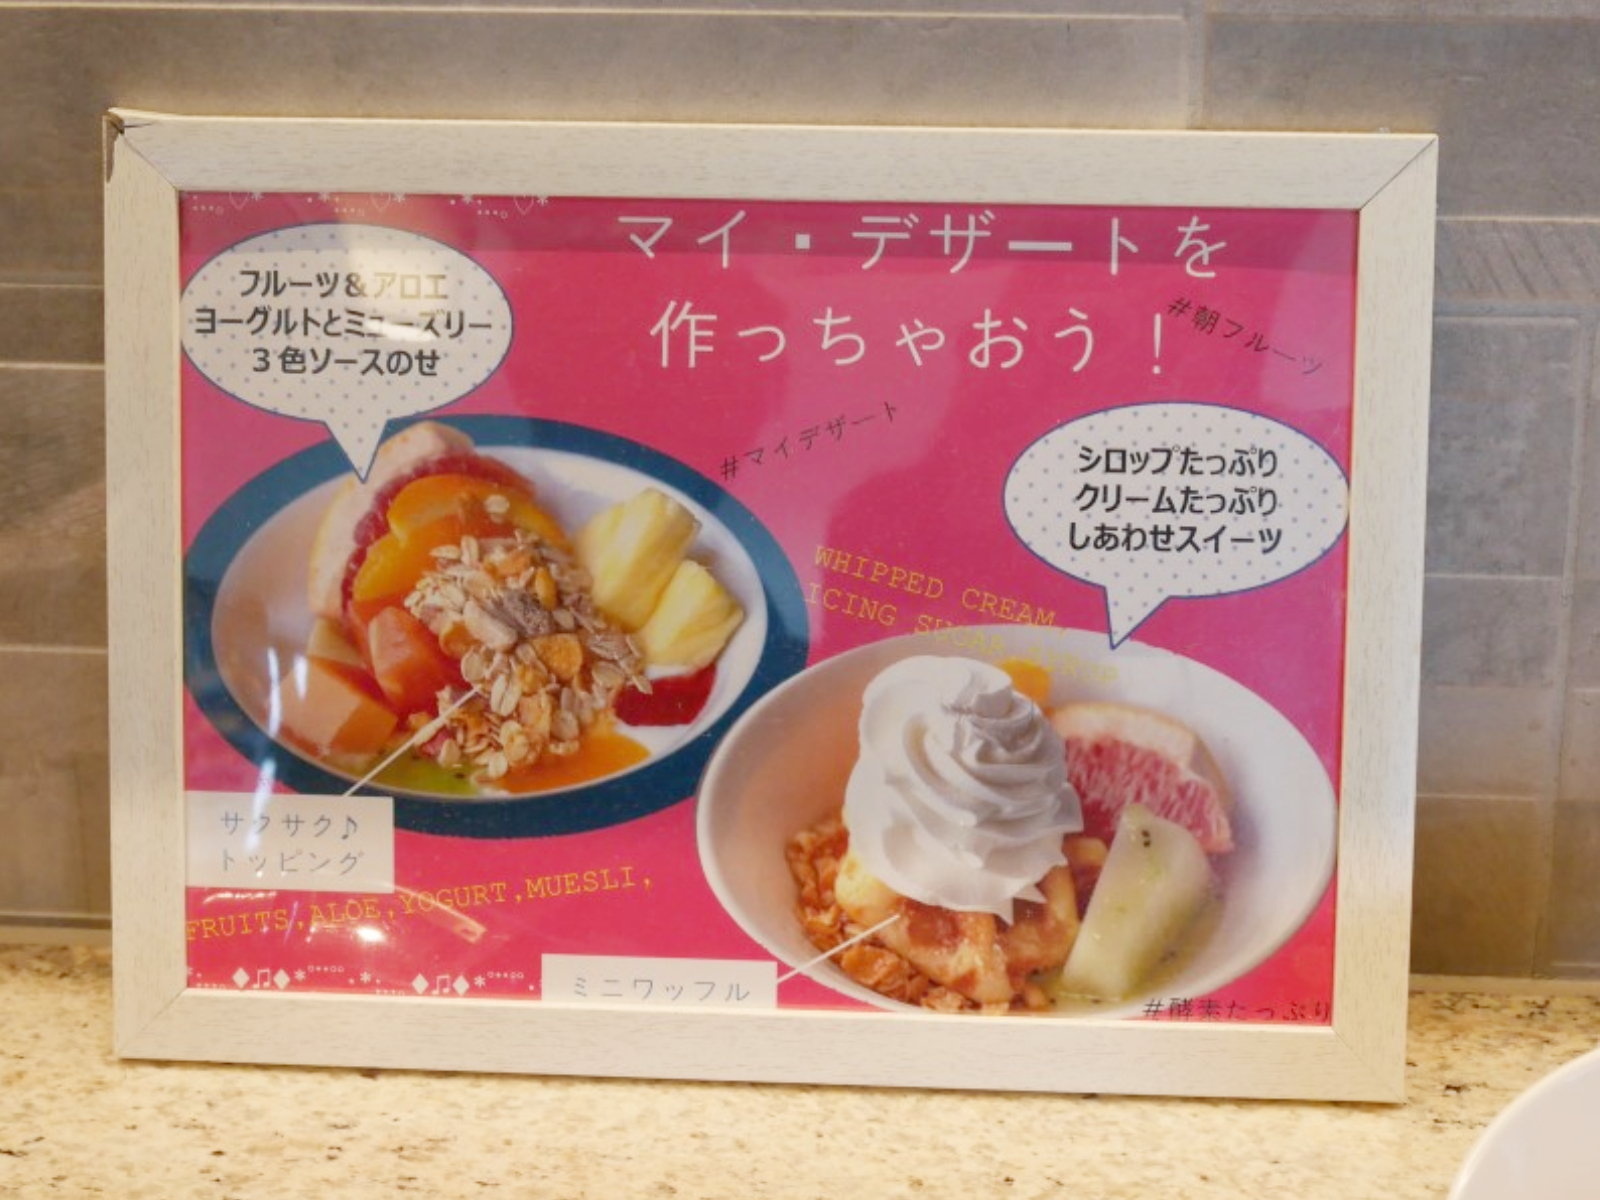 マイ・デザートを
作っちゃおう！
#朝フルーツ
フルーツ&アロエ
ヨーグルトとミューズリー
3色ソースのせ
#マイデザート
シロップたっぷり
クリームたっぷり
しあわせスイーツ
WHIPPED CREAM,
ICING SUGAR, SYRUP
サクサク♪
トッピング
FRUITS,ALOE,YOGURT,MUESLI,
ミニワッフル
#酵素たっぷり